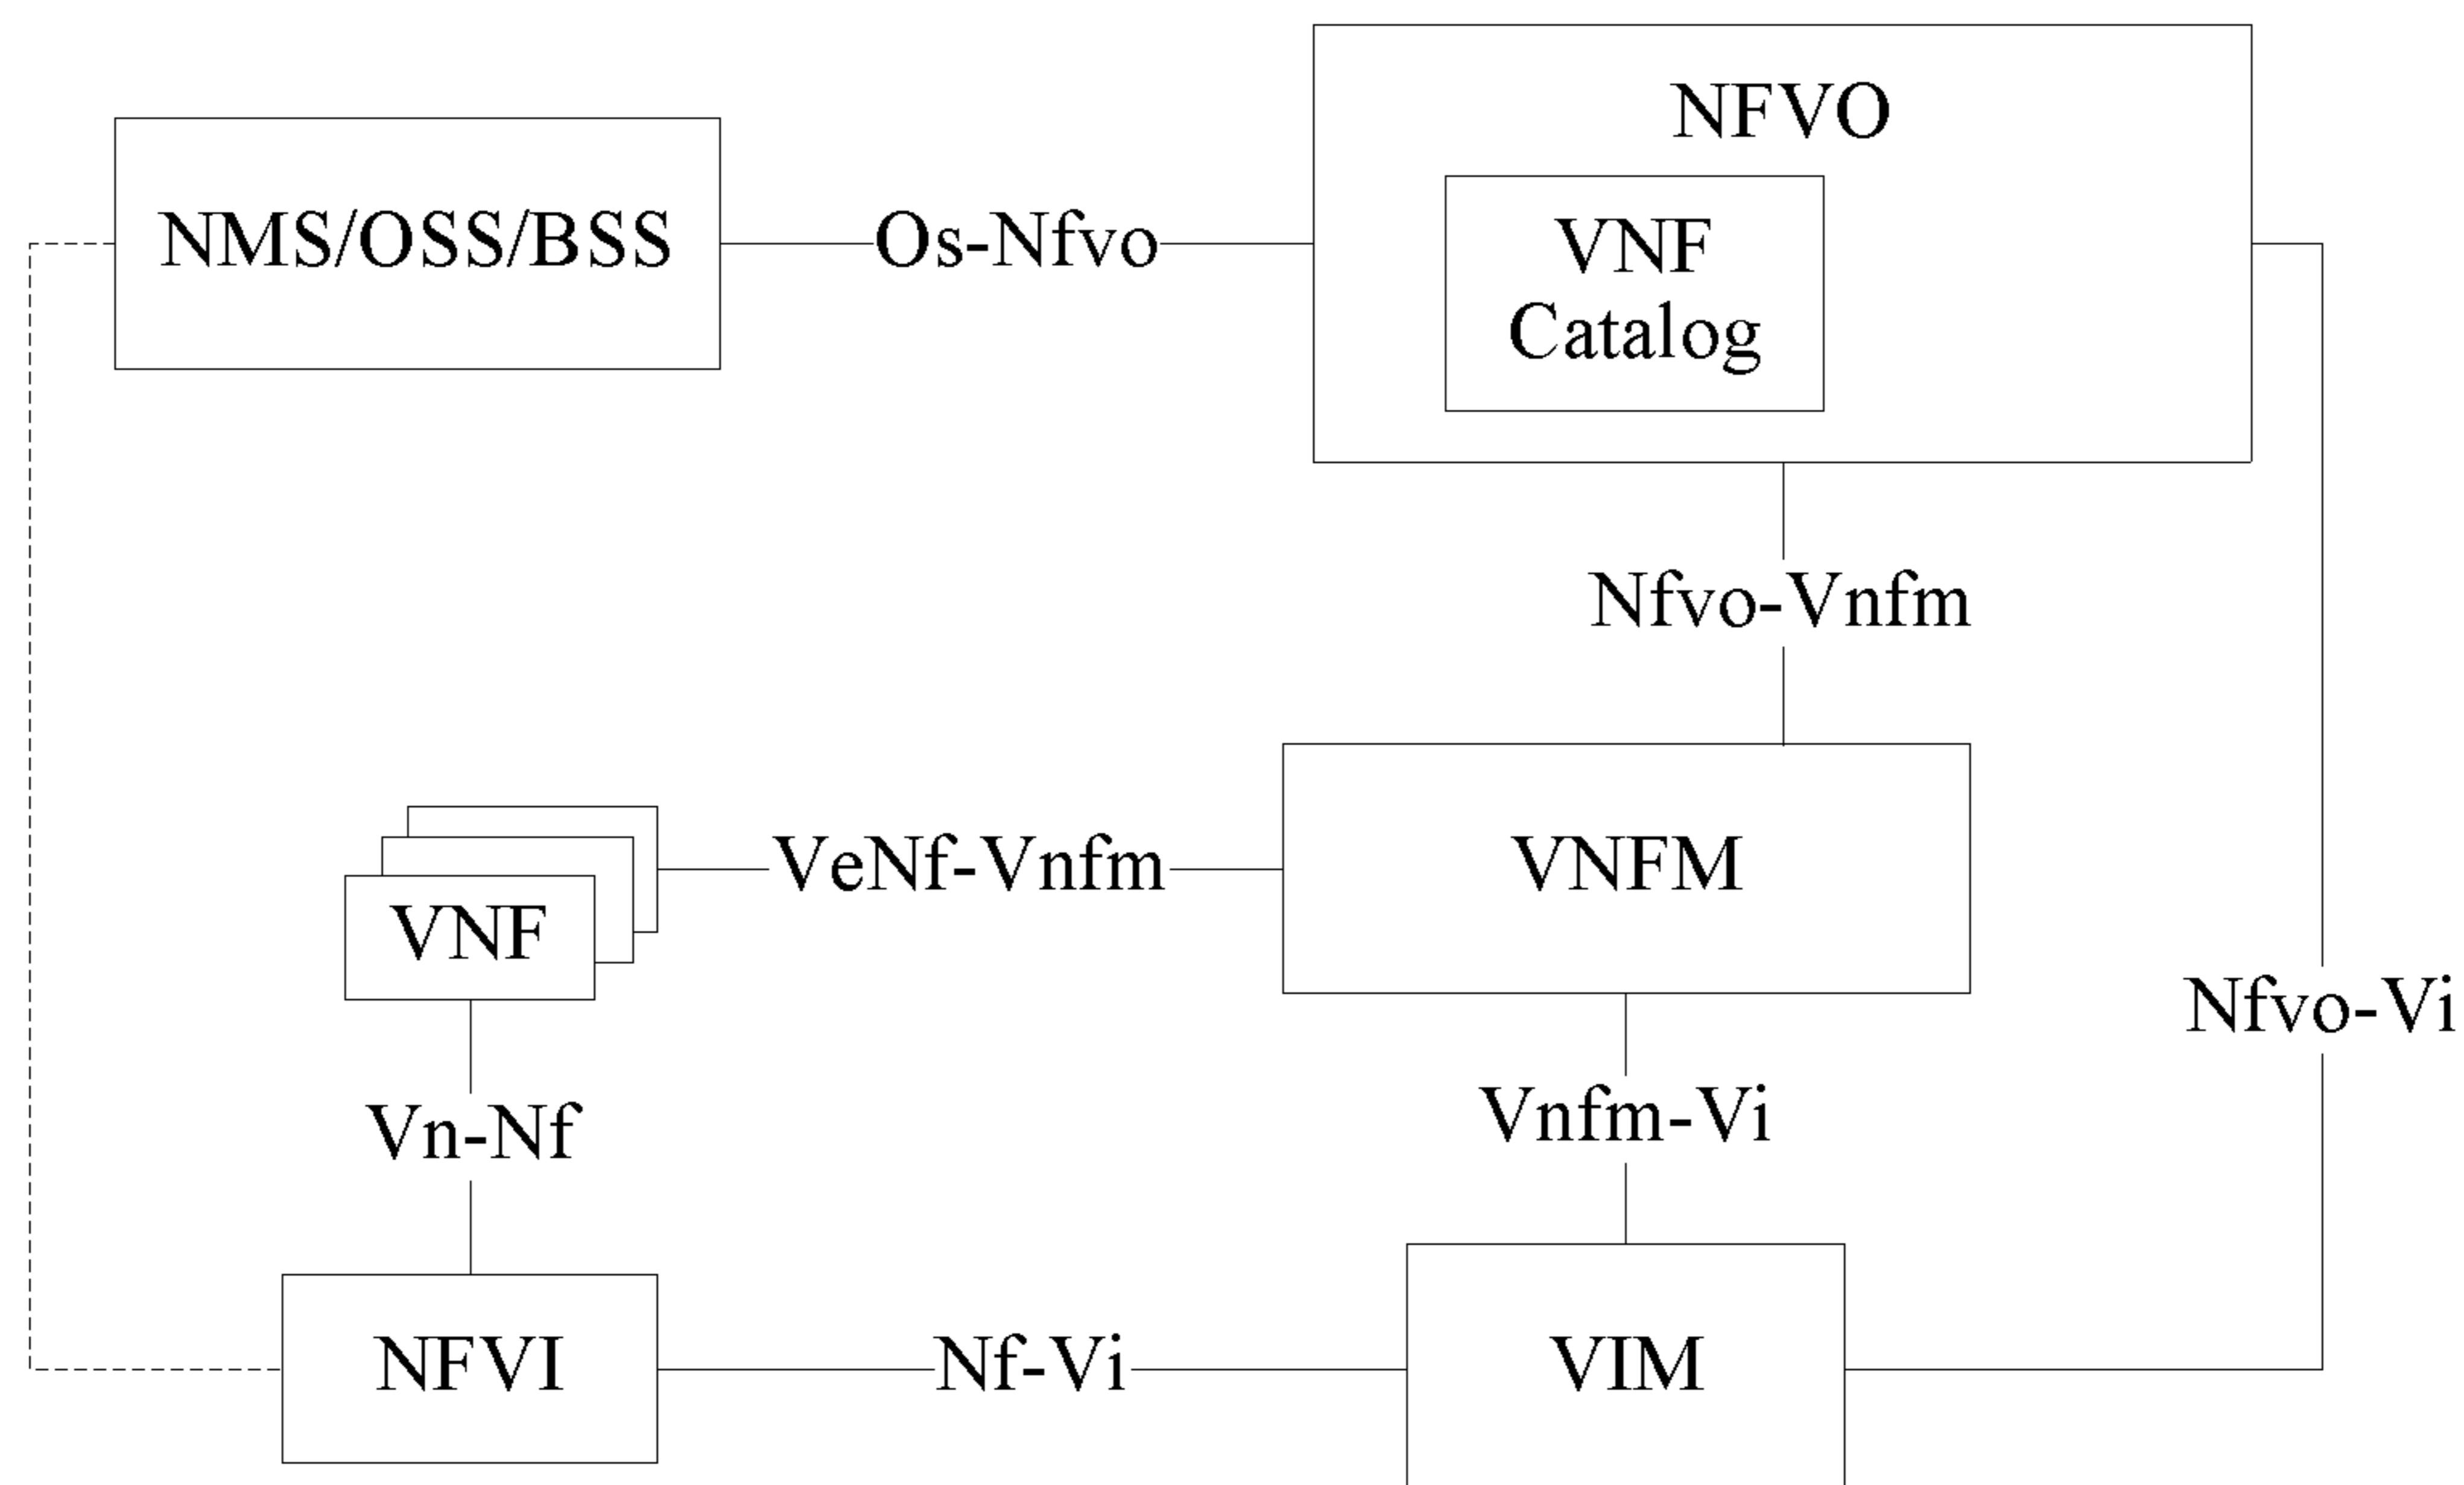 NFVO
NMS/OSS/BSS
Os-Nfvo
VNF
Catalog
Nfvo-Vnfm
VeNf-Vnfm
VNFM
VNF
Nfvo-Vi
Vn-Nf
Vnfm-Vi
NFVI
Nf-Vi
VIM